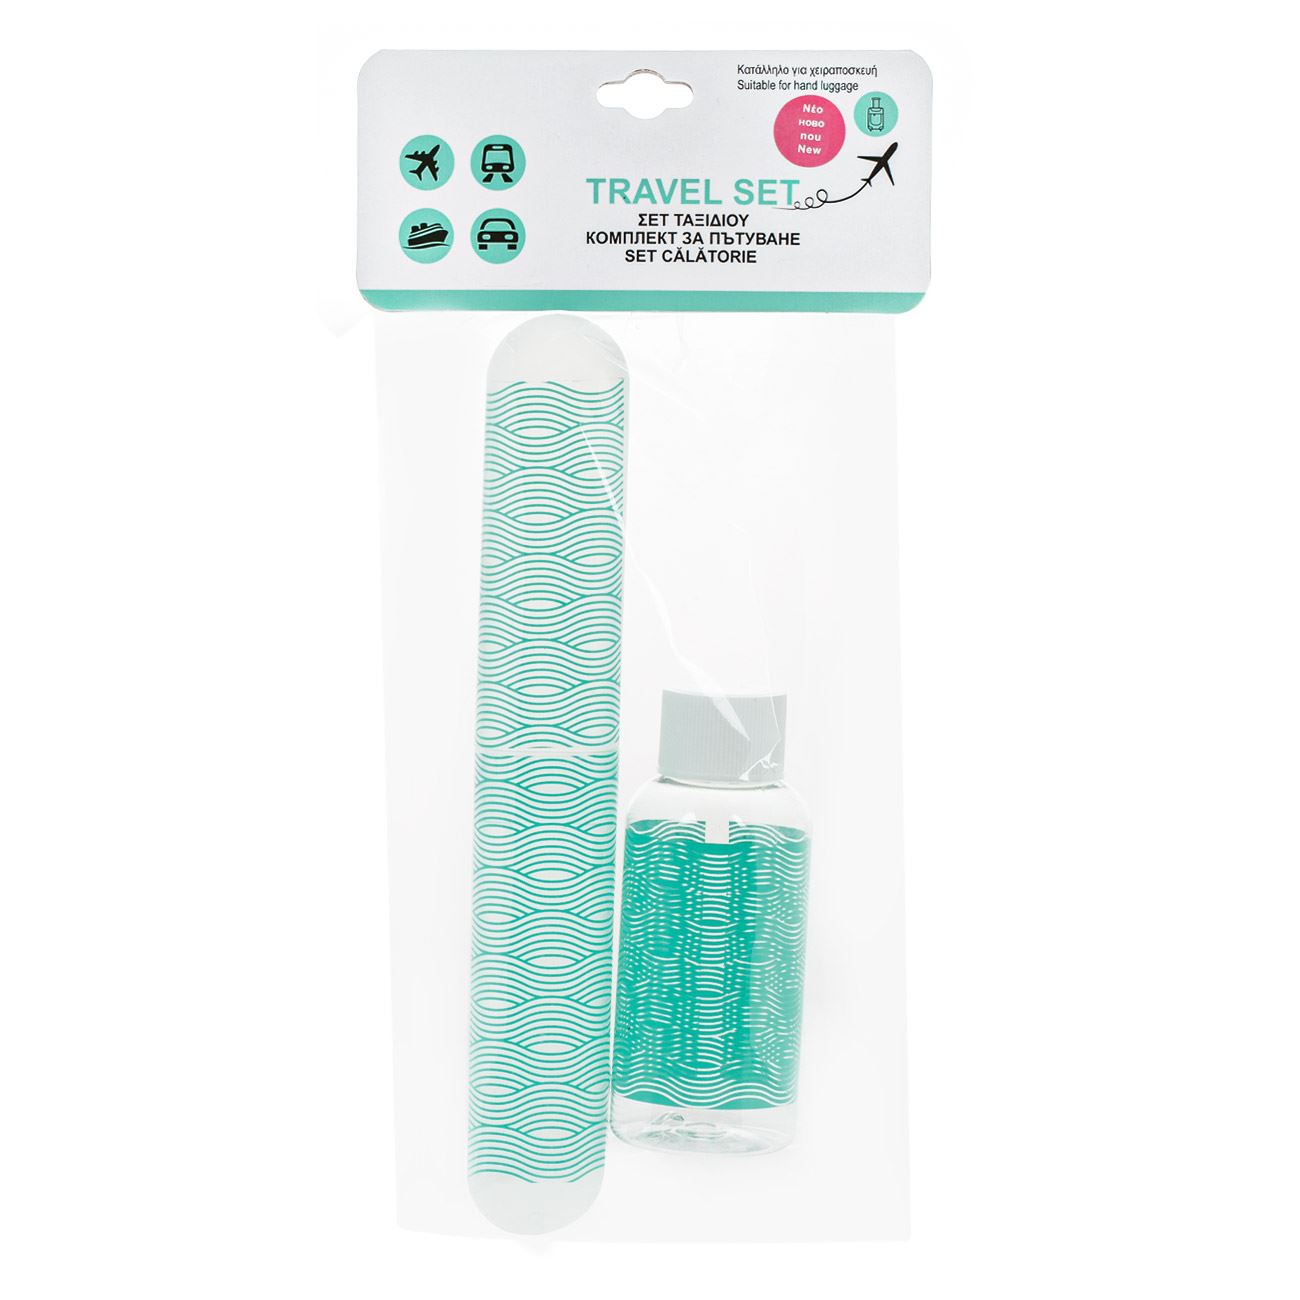 Κατάλληλο για χειραποσκευή
Suitable for hand luggage
Νέο
ново
nou
New
TRAVEL SET
ΣΕΤ ΤΑΞΙΔΙΟΥ
КОМПЛЕКТ ЗА ПЪТУВАНЕ
SET CĂLĂTORIE